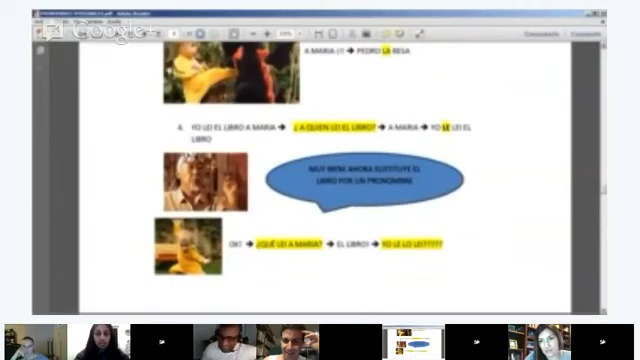 Google+
A MARIA ¡!! → PEDRO LA BESA
4. YO LEI EL LIBRO A MARIA → ¿A QUIEN LEI EL LIBRO? → A MARIA → YO LE LEI EL
LIBRO
MUY BIEN! AHORA SUSTITUYE EL
LIBRO POR UN PRONOMBRE
OK! → ¿QUÉ LEI A MARIA? → EL LIBRO! → YO LE LO LEI?????